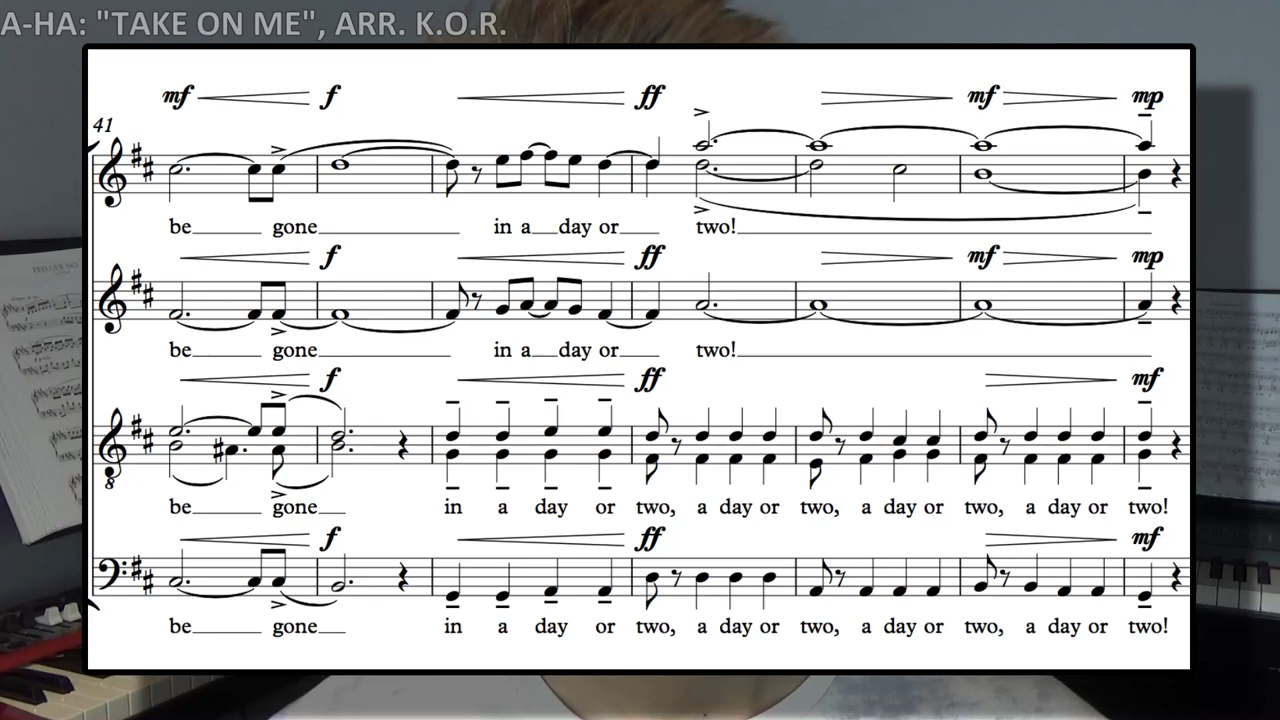 A-HA: "TAKE ON ME", ARR. K.O.R.
mf f ff mf mp
41
be gone in a day or two!
f ff mf mp
be gone in a day or two!
f ff mf
8
be gone in a day or two, a day or two, a day or two, a day or two!
f ff mf
be gone in a day or two, a day or two, a day or two, a day or two!